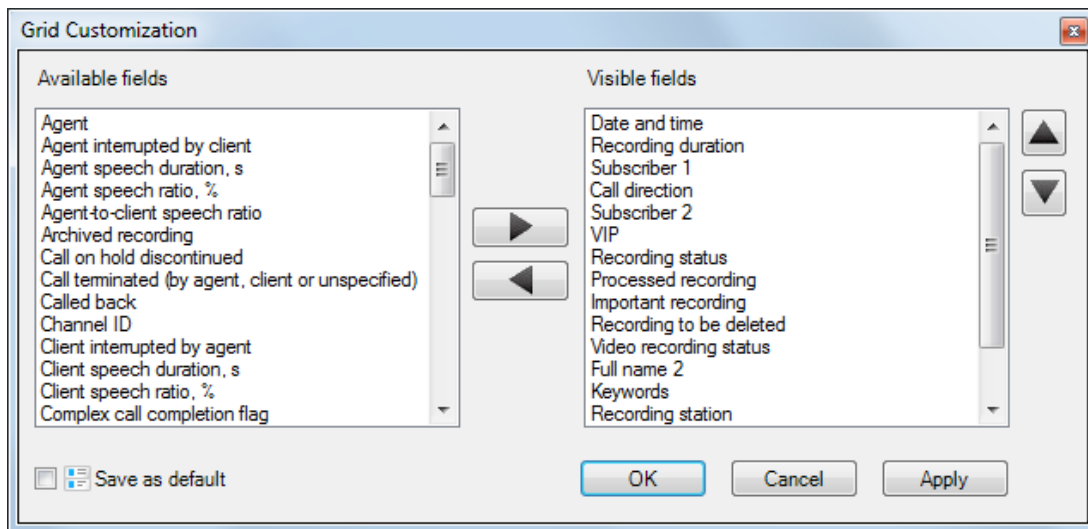 Grid Customization
Available fields
Agent
Agent interrupted by client
Agent speech duration, s
Agent speech ratio, %
Agent-to-client speech ratio
Archived recording
Call on hold discontinued
Call terminated (by agent, client or unspecified)
Called back
Channel ID
Client interrupted by agent
Client speech duration, s
Client speech ratio, %
Complex call completion flag
Visible fields
Date and time
Recording duration
Subscriber 1
Call direction
Subscriber 2
VIP
Recording status
Processed recording
Important recording
Recording to be deleted
Video recording status
Full name 2
Keywords
Recording station
Save as default
OK
Cancel
Apply